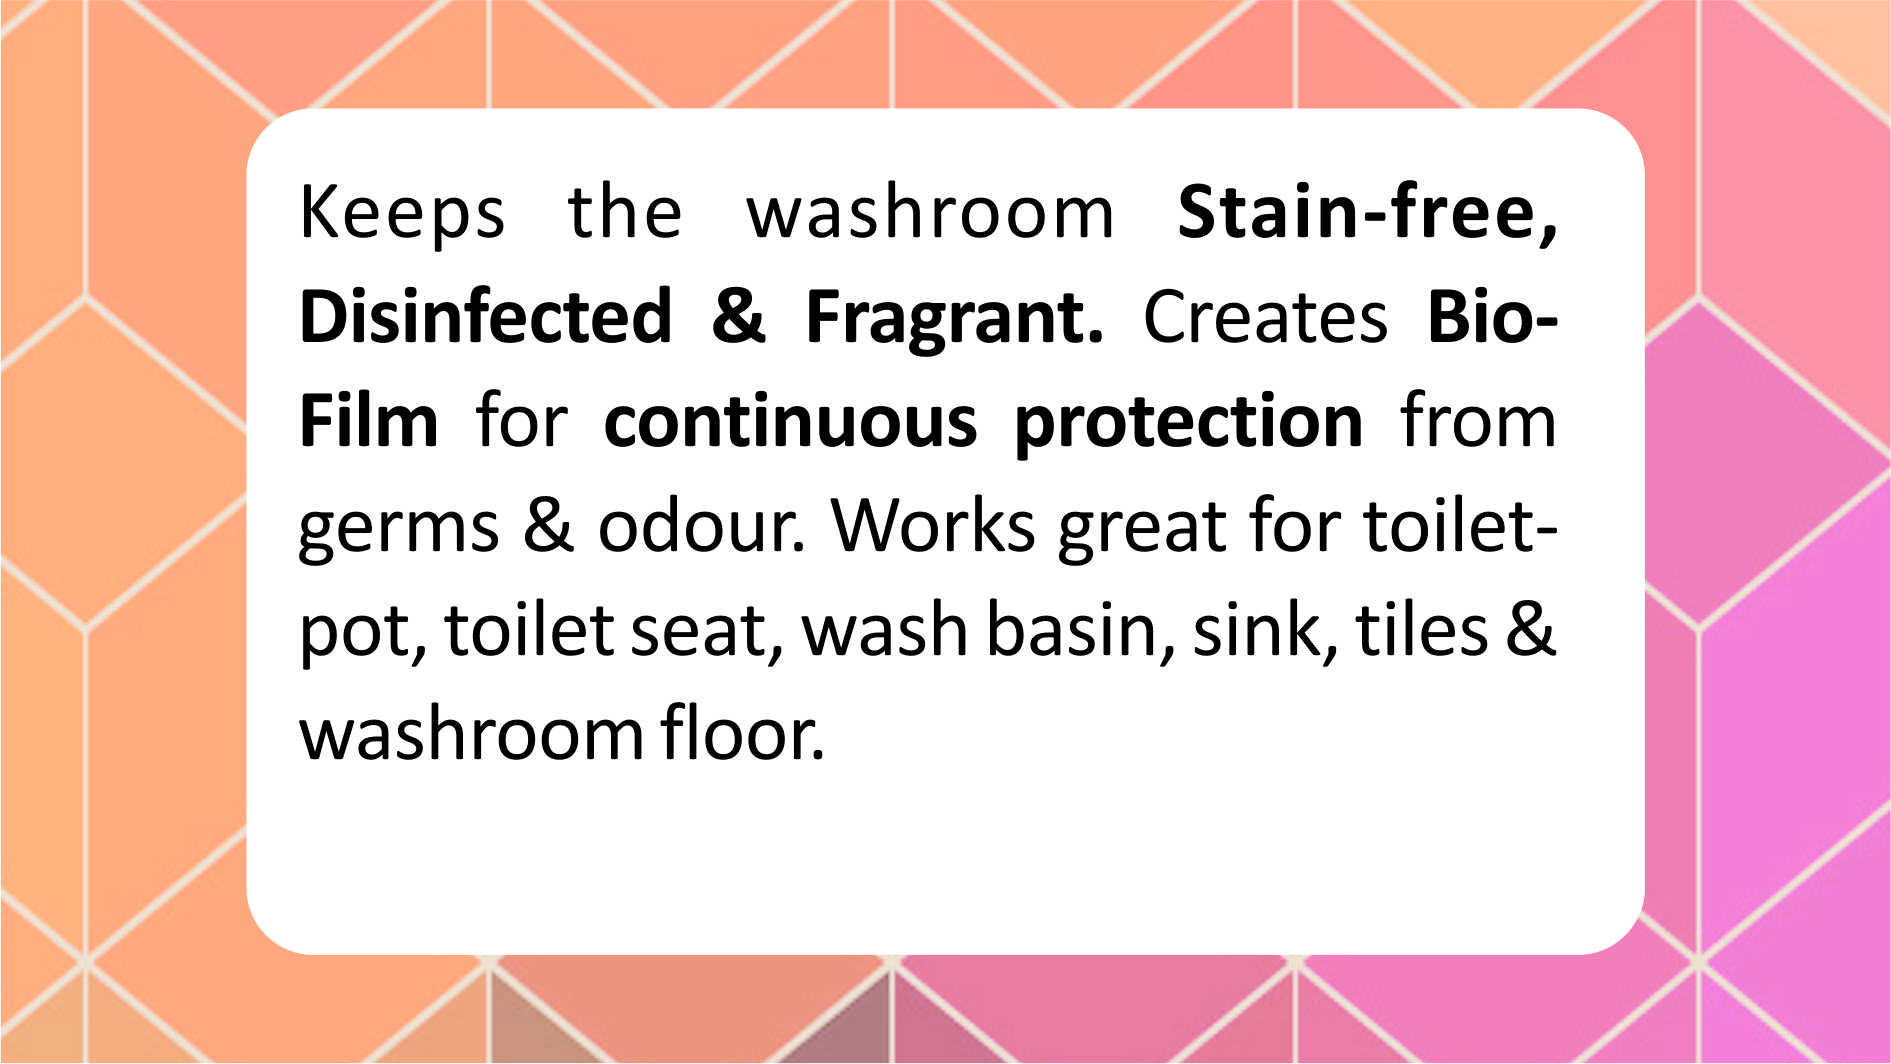 Keeps the washroom Stain-free,
Disinfected & Fragrant. Creates Bio-
Film for continuous protection from
germs & odour. Works great for toilet-
pot, toilet seat, wash basin, sink, tiles &
washroom floor.